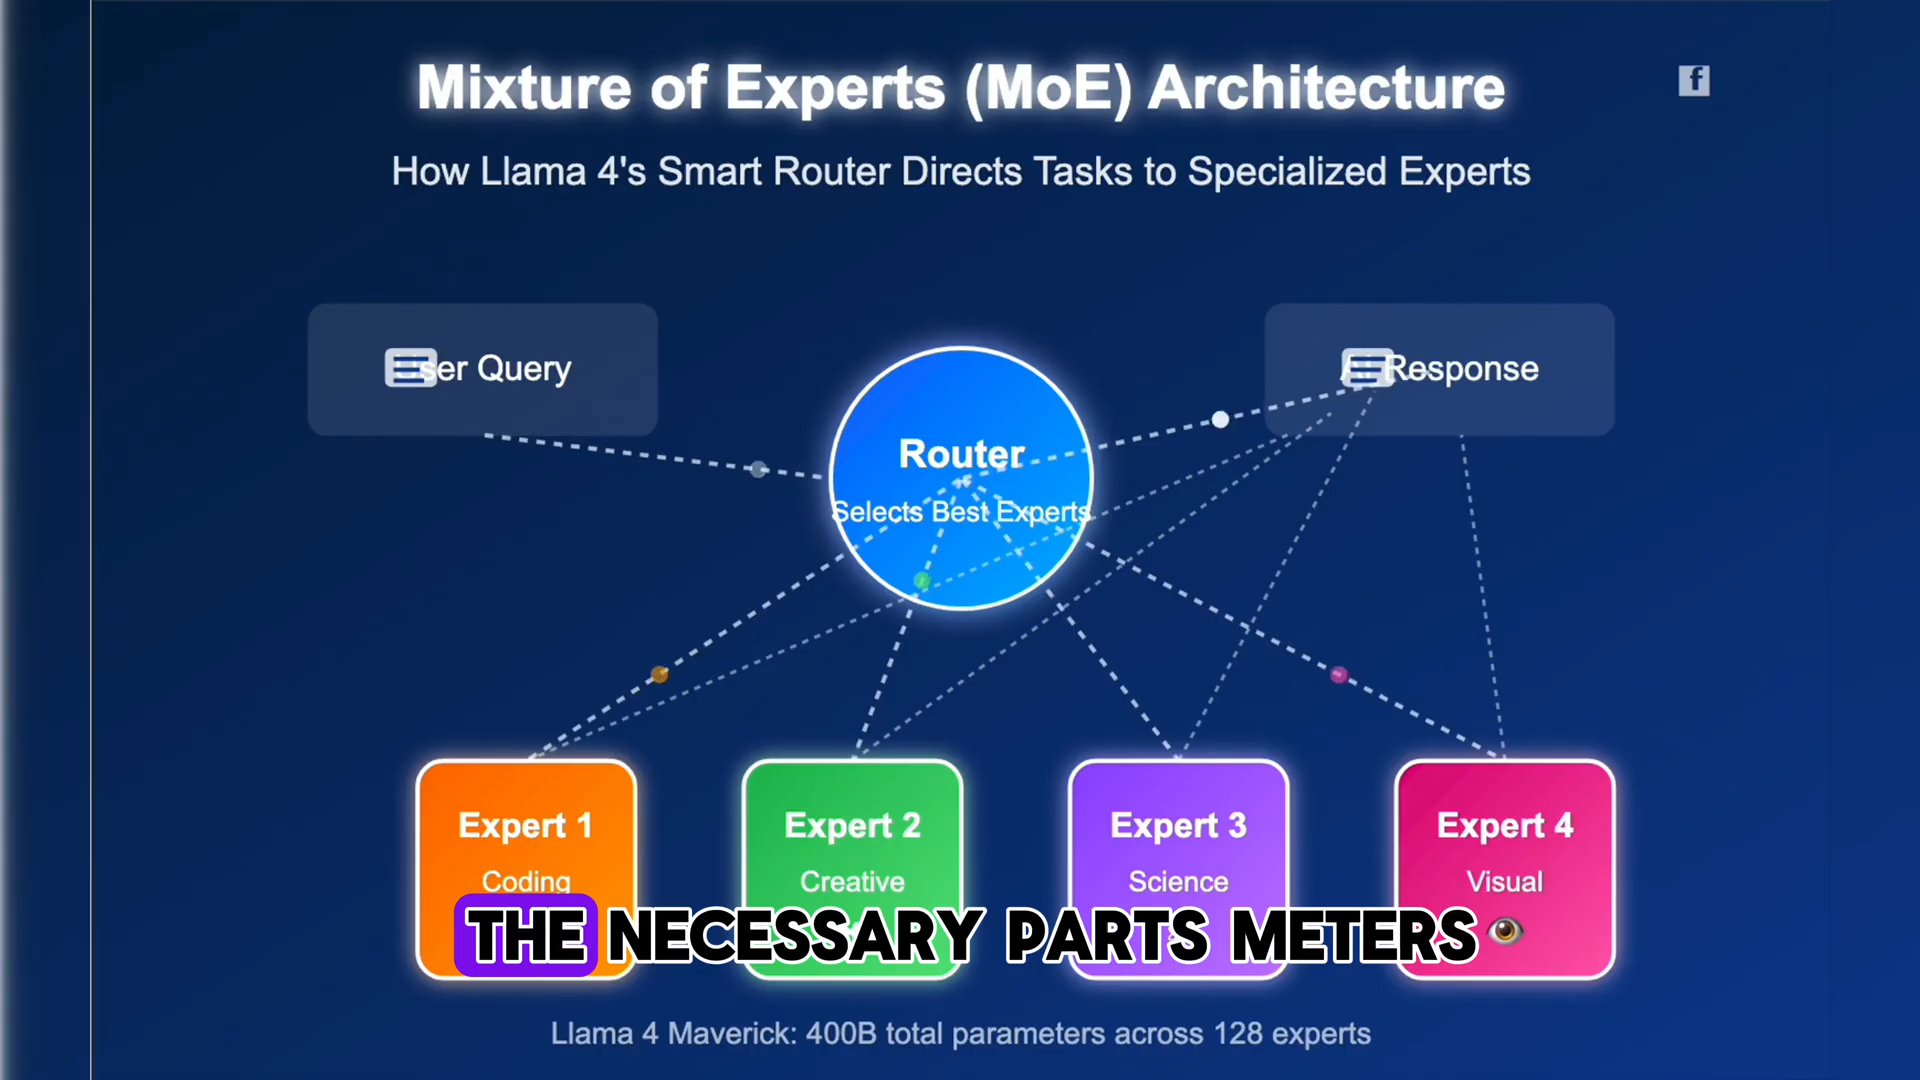 Mixture of Experts (MoE) Architecture
f
How Llama 4's Smart Router Directs Tasks to Specialized Experts
User Query
AI Response
Router
Selects Best Experts
Expert 1
Coding
Expert 2
Creative
Expert 3
Science
Expert 4
Visual
THE NECESSARY PARTS METERS
Llama 4 Maverick: 400B total parameters across 128 experts